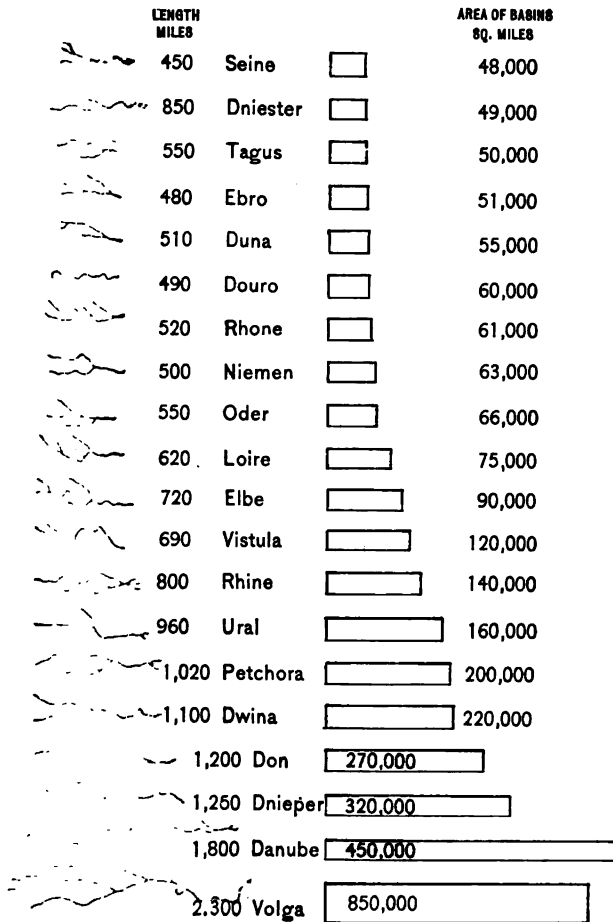 LENGTH AREA OF BASINS
MILES SQ. MILES
450 Seine 48,000
850 Dniester 49,000
550 Tagus 50,000
480 Ebro 51,000
510 Duna 55,000
490 Douro 60,000
520 Rhone 61,000
500 Niemen 63,000
550 Oder 66,000
620 Loire 75,000
720 Elbe 90,000
690 Vistula 120,000
800 Rhine 140,000
960 Ural 160,000
1,020 Petchora 200,000
1,100 Dwina 220,000
1,200 Don 270,000
1,250 Dnieper 320,000
1,800 Danube 450,000
2.300 Volga 850,000